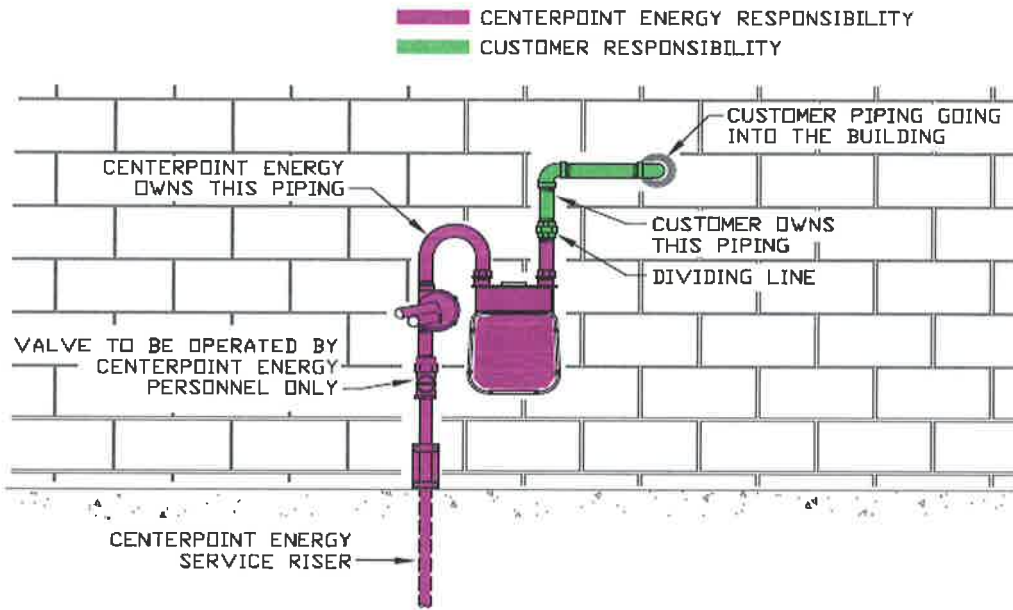 CENTERPOINT ENERGY RESPONSIBILITY
CUSTOMER RESPONSIBILITY
CUSTOMER PIPING GOING
INTO THE BUILDING
CENTERPOINT ENERGY
OWNS THIS PIPING
CUSTOMER OWNS
THIS PIPING
DIVIDING LINE
VALVE TO BE OPERATED BY
CENTERPOINT ENERGY
PERSONNEL ONLY
CENTERPOINT ENERGY
SERVICE RISER